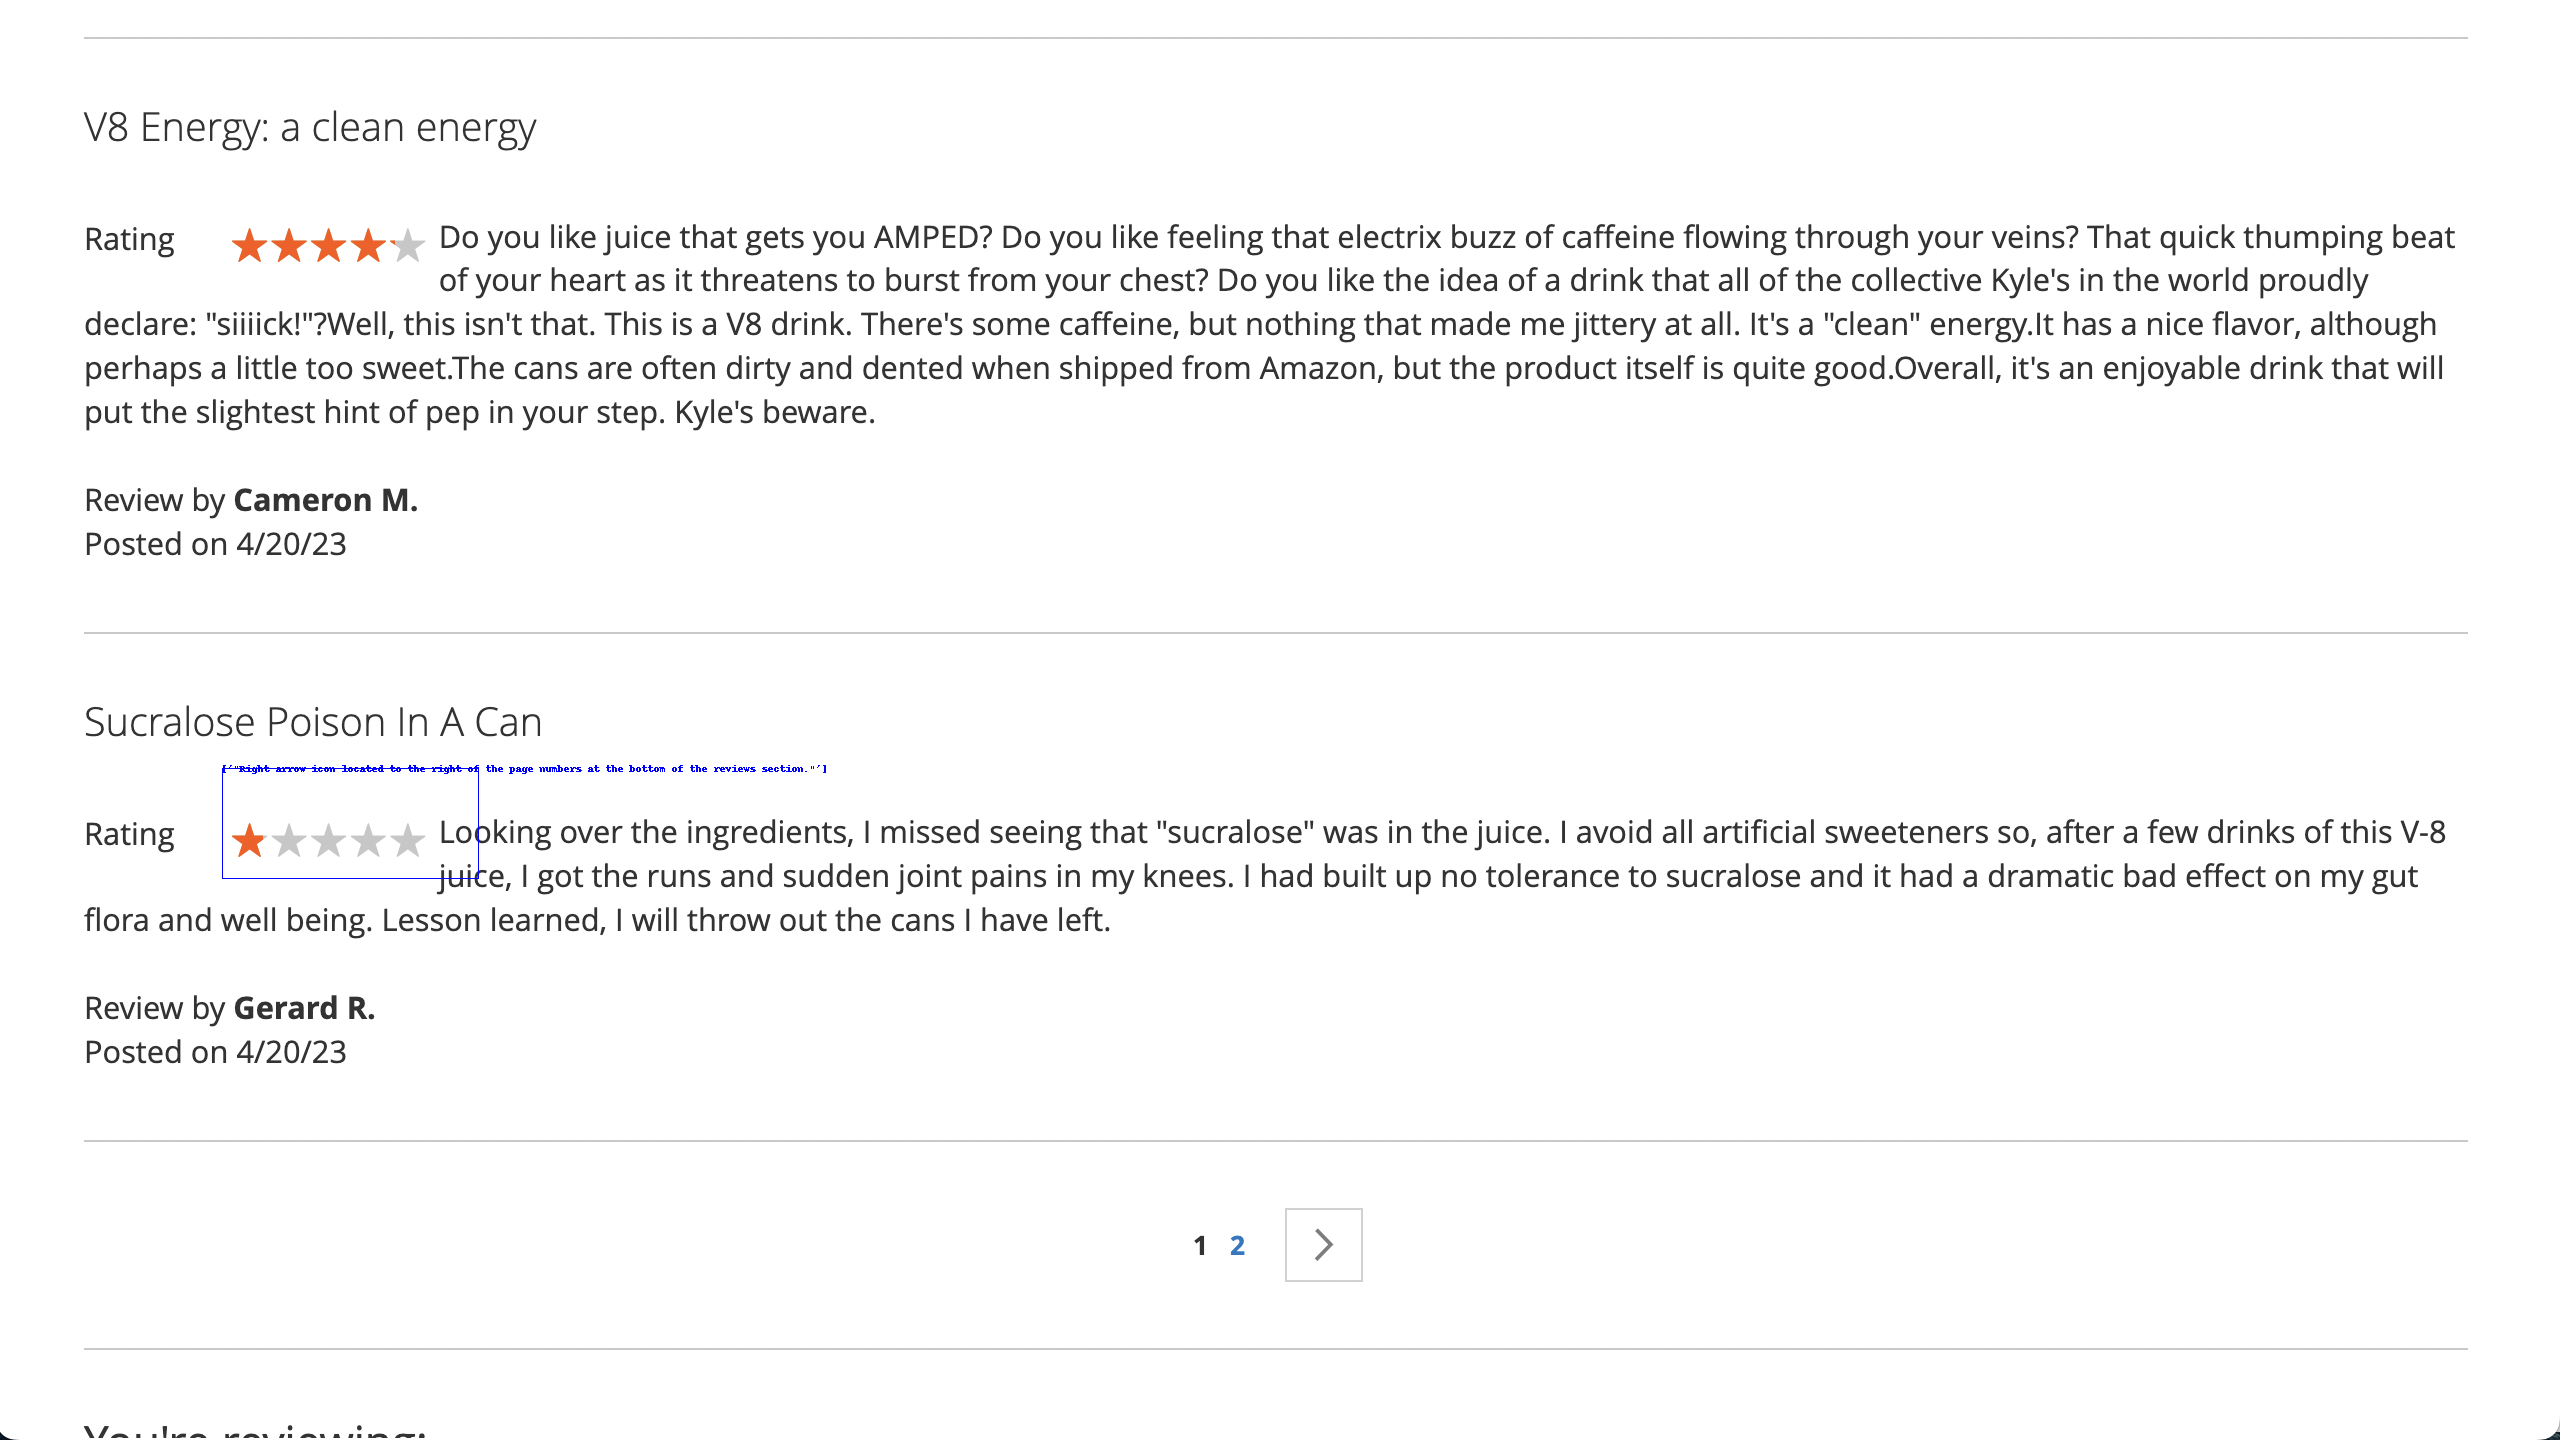 V8 Energy: a clean energy
Rating
Do you like juice that gets you AMPED? Do you like feeling that electrix buzz of caffeine flowing through your veins? That quick thumping beat
of your heart as it threatens to burst from your chest? Do you like the idea of a drink that all of the collective Kyle's in the world proudly
declare: "siiiick!"?Well, this isn't that. This is a V8 drink. There's some caffeine, but nothing that made me jittery at all. It's a "clean" energy.It has a nice flavor, although
perhaps a little too sweet.The cans are often dirty and dented when shipped from Amazon, but the product itself is quite good.Overall, it's an enjoyable drink that will
put the slightest hint of pep in your step. Kyle's beware.
Review by Cameron M.
Posted on 4/20/23
Sucralose Poison In A Can
['"Right arrow icon located to the right of the page numbers at the bottom of the reviews section."']
Rating
Looking over the ingredients, I missed seeing that "sucralose" was in the juice. I avoid all artificial sweeteners so, after a few drinks of this V-8
juice, I got the runs and sudden joint pains in my knees. I had built up no tolerance to sucralose and it had a dramatic bad effect on my gut
flora and well being. Lesson learned, I will throw out the cans I have left.
Review by Gerard R.
Posted on 4/20/23
1 2
You're reviewing: